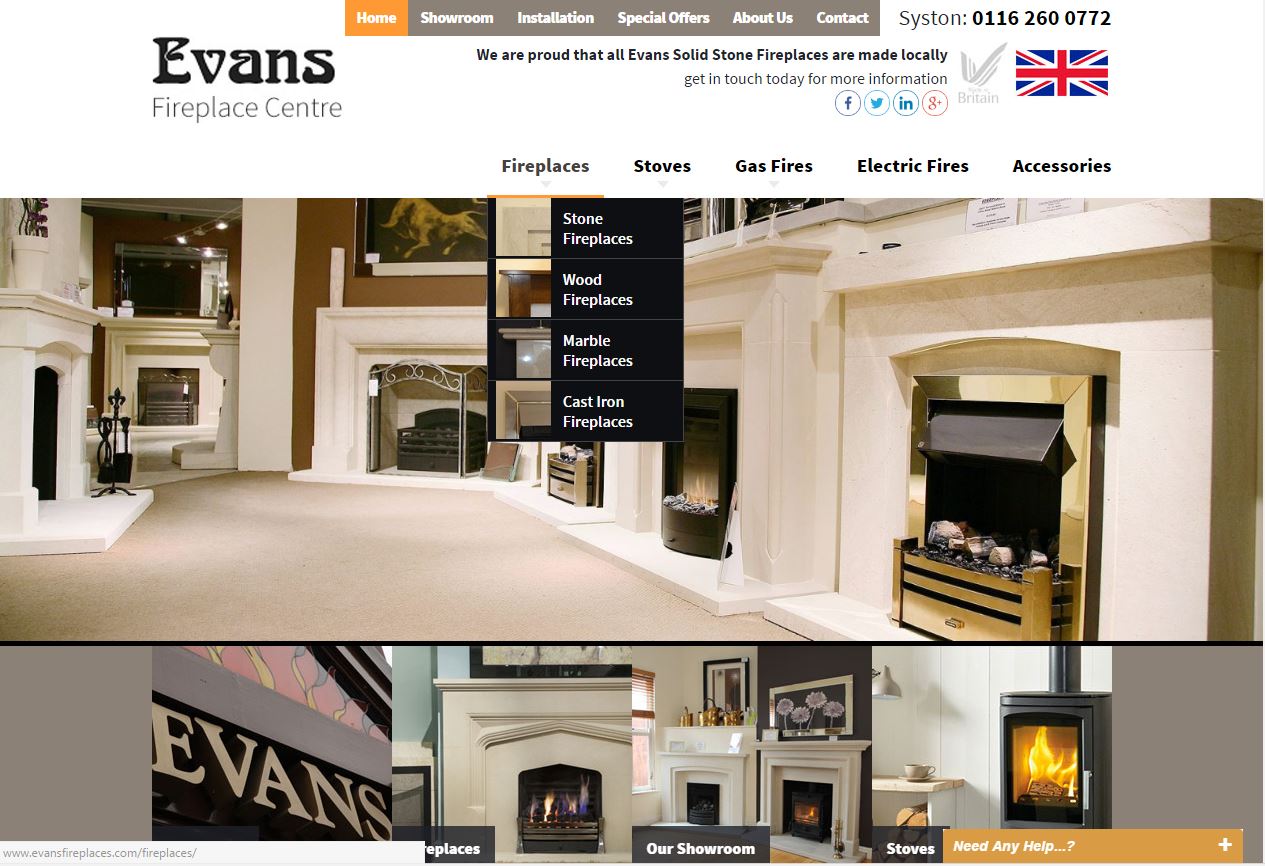 Home Showroom Installation Special Offers About Us Contact
Syston: 0116 260 0772
Evans
Fireplace Centre
We are proud that all Evans Solid Stone Fireplaces are made locally
get in touch today for more information
Britain
Fireplaces Stoves Gas Fires Electric Fires Accessories
Stone
Fireplaces
Wood
Fireplaces
Marble
Fireplaces
Cast Iron
Fireplaces
EVANS
replaces
Our Showroom
Stoves
Need Any Help...? +
www.evansfireplaces.com/fireplaces/